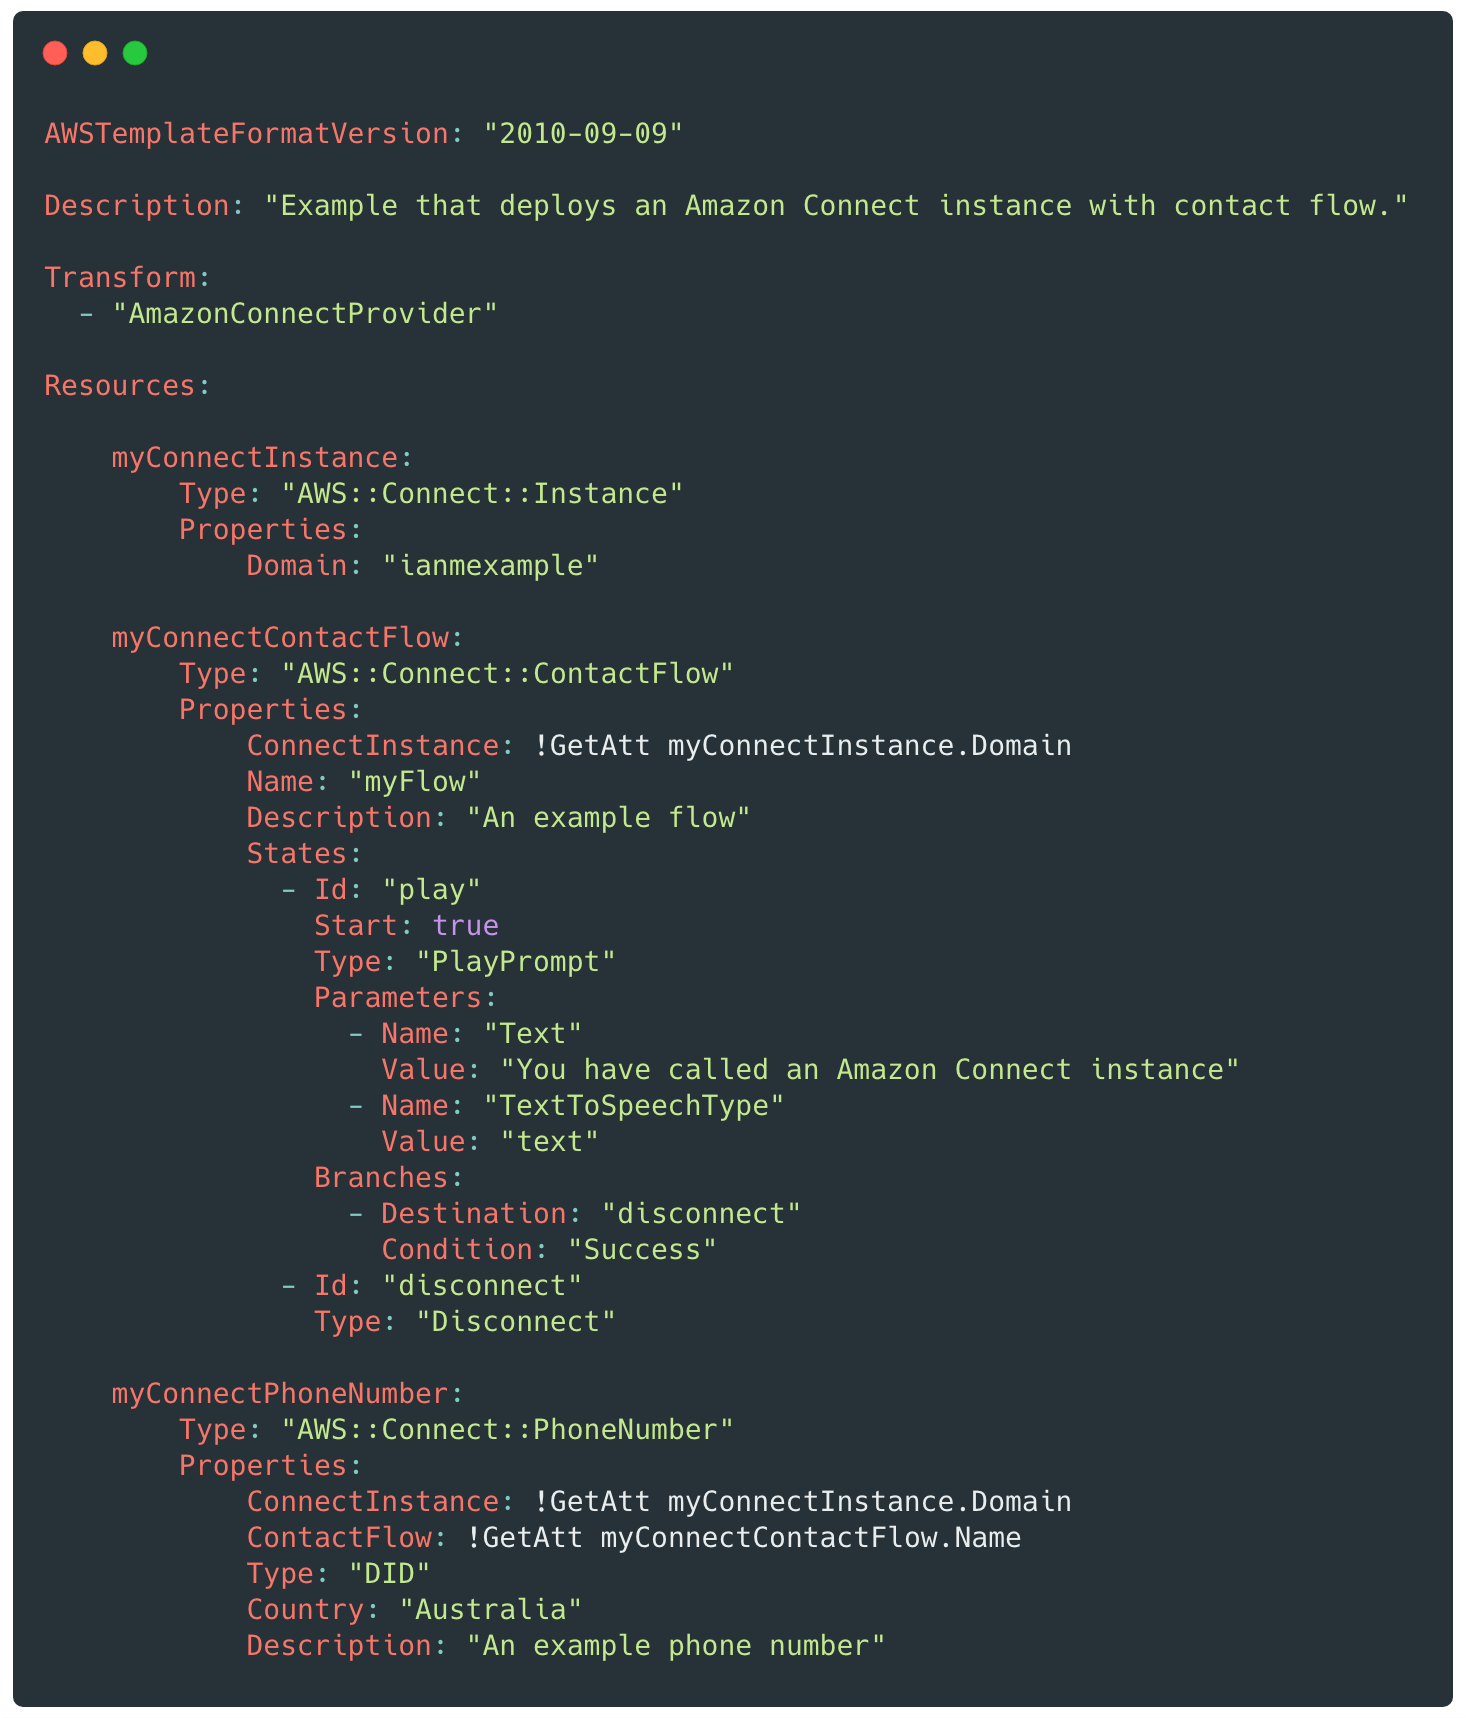 AWSTemplateFormatVersion: "2010-09-09"

Description: "Example that deploys an Amazon Connect instance with contact flow."

Transform:
  - "AmazonConnectProvider"

Resources:

    myConnectInstance:
        Type: "AWS::Connect::Instance"
        Properties:
            Domain: "ianmexample"

    myConnectContactFlow:
        Type: "AWS::Connect::ContactFlow"
        Properties:
            ConnectInstance: !GetAtt myConnectInstance.Domain
            Name: "myFlow"
            Description: "An example flow"
            States:
              - Id: "play"
                Start: true
                Type: "PlayPrompt"
                Parameters:
                  - Name: "Text"
                    Value: "You have called an Amazon Connect instance"
                  - Name: "TextToSpeechType"
                    Value: "text"
                Branches:
                  - Destination: "disconnect"
                    Condition: "Success"
              - Id: "disconnect"
                Type: "Disconnect"

    myConnectPhoneNumber:
        Type: "AWS::Connect::PhoneNumber"
        Properties:
            ConnectInstance: !GetAtt myConnectInstance.Domain
            ContactFlow: !GetAtt myConnectContactFlow.Name
            Type: "DID"
            Country: "Australia"
            Description: "An example phone number"